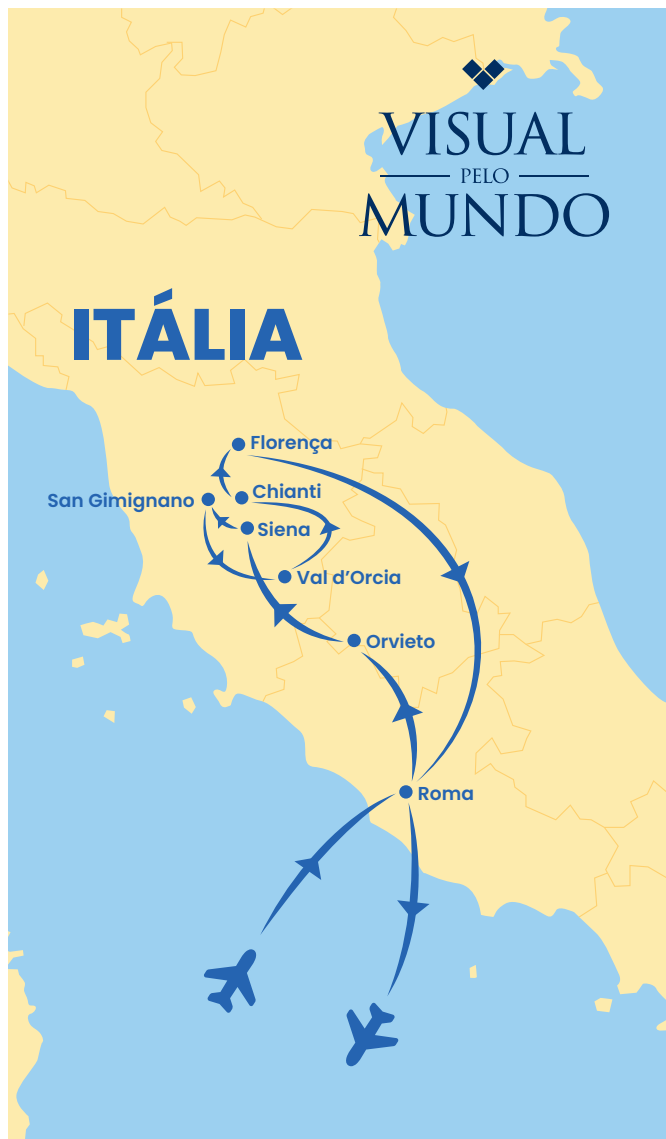 VISUAL
PELO
MUNDO
ITÁLIA
Florença
Chianti
San Gimignano
Siena
Val d’Orcia
Orvieto
Roma